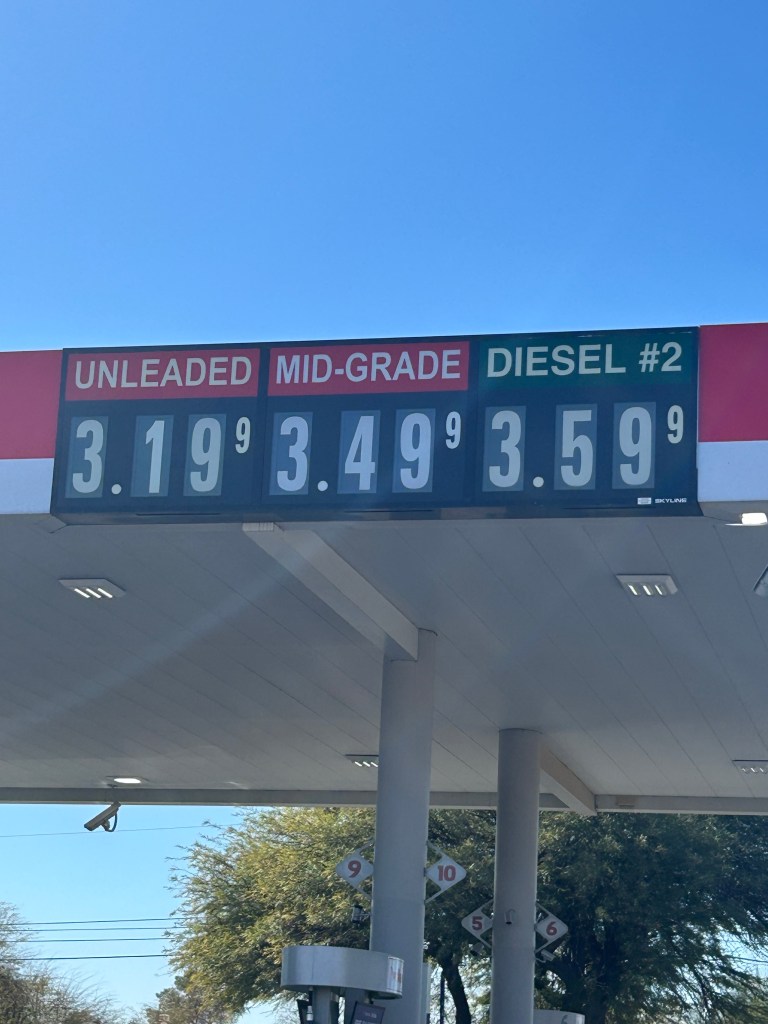 UNLEADED MID-GRADE DIESEL #2
3.19 9 3.49 9 3.59 9
SKYLINE
9 10
5 6